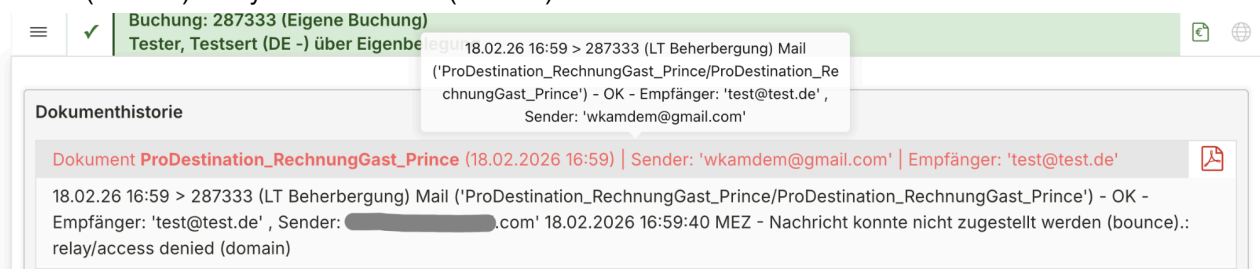 Buchung: 287333 (Eigene Buchung)
Tester, Testsert (DE -) über Eigenbelegung
18.02.26 16:59 > 287333 (LT Beherbergung) Mail
('ProDestination_RechnungGast_Prince/ProDestination_Re
chnungGast_Prince') - OK - Empfänger: 'test@test.de' ,
Sender: 'wkamdem@gmail.com'
Dokumenthistorie
Dokument ProDestination_RechnungGast_Prince (18.02.2026 16:59) | Sender: 'wkamdem@gmail.com' | Empfänger: 'test@test.de'
18.02.26 16:59 > 287333 (LT Beherbergung) Mail ('ProDestination_RechnungGast_Prince/ProDestination_RechnungGast_Prince') - OK -
Empfänger: 'test@test.de' , Sender: .com' 18.02.2026 16:59:40 MEZ - Nachricht konnte nicht zugestellt werden (bounce).:
relay/access denied (domain)